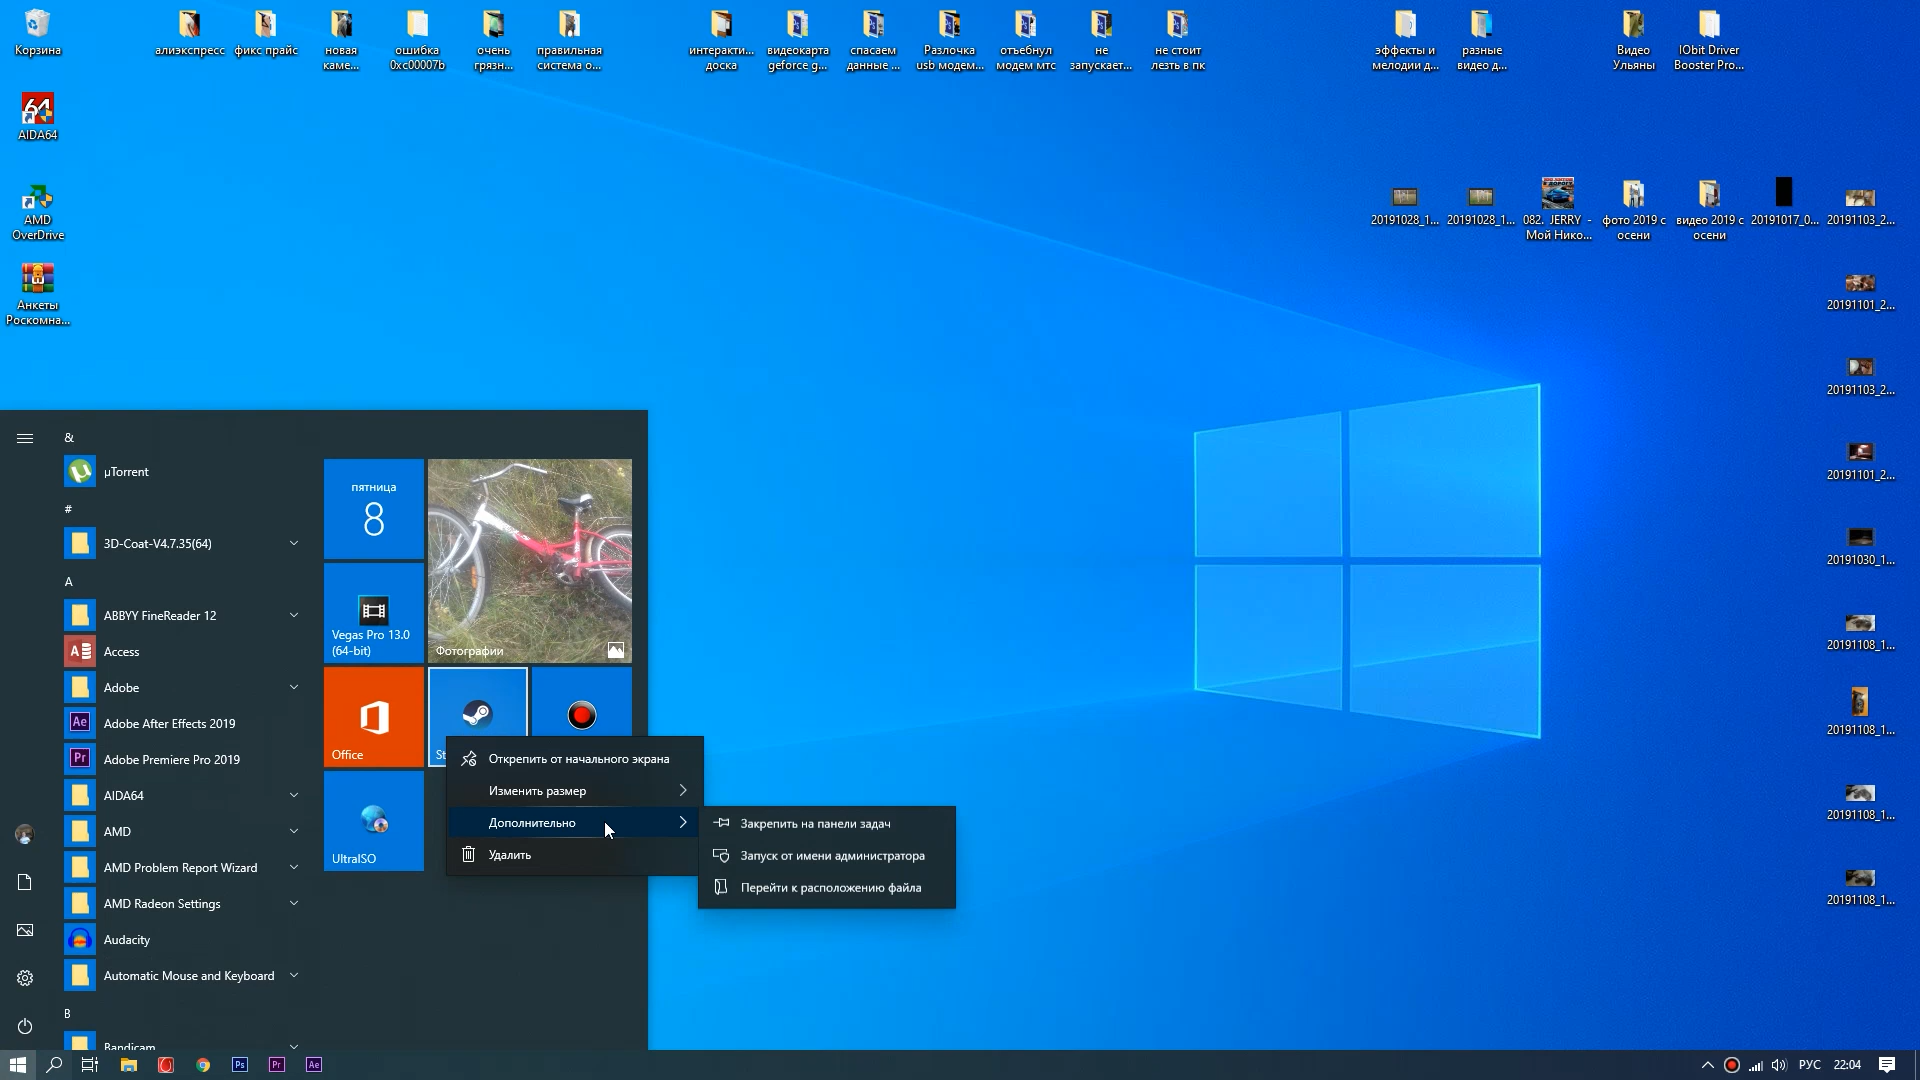 Корзина
алиэкспресс
фикс прайс
новая
каме...
ошибка
0xc00007b
очень
грязн...
правильная
система о...
интеракти...
доска
видеокарта
geforce g...
спасаем
данные ...
Разлочка
usb модем...
отъебнул
модем мтс
не
запускает...
не стоит
лезть в пк
эффекты и
мелодии д...
разные
видео д...
Видео
Ульяны
IObit Driver
Booster Pro...
64
AIDA64
AMD
OverDrive
20191028_1...
20191028_1...
082. JERRY -
Мой Нико...
фото 2019 с
осени
видео 2019 с
осени
20191017_0...
20191103_2...
Анкеты
Роскомна...
20191101_2...
20191103_2...
20191101_2...
20191030_1...
20191108_1...
20191108_1...
20191108_1...
20191108_1...
&
µTorrent
#
3D-Coat-V4.7.35(64)
A
ABBYY FineReader 12
Access
Adobe
Ae
Adobe After Effects 2019
Pr
Adobe Premiere Pro 2019
AIDA64
AMD
AMD Problem Report Wizard
AMD Radeon Settings
Audacity
Automatic Mouse and Keyboard
B
Bandicam
пятница
8
Vegas Pro 13.0
(64-bit)
Фотографии
Office
St
UltraISO
Открепить от начального экрана
Изменить размер
Дополнительно
Удалить
Закрепить на панели задач
Запуск от имени администратора
Перейти к расположению файла
Ps
Pr
Ae
РУС
22:04